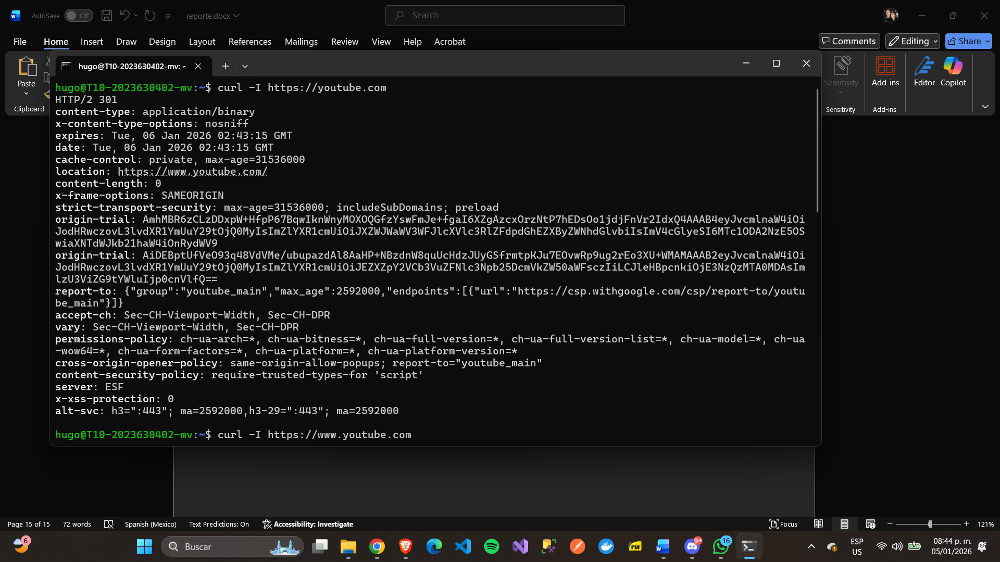 AutoSave Off reporte.docx Search
File Home Insert Draw Design Layout References Mailings Review View Help Acrobat Comments Editing Share
Paste
Clipboard
Sensitivity
Sensitivity
Add-ins
Add-ins
Editor Copilot
hugo@T10-2023630402-mv: ~
hugo@T10-2023630402-mv:~$ curl -I https://youtube.com
HTTP/2 301
content-type: application/binary
x-content-type-options: nosniff
expires: Tue, 06 Jan 2026 02:43:15 GMT
date: Tue, 06 Jan 2026 02:43:15 GMT
cache-control: private, max-age=31536000
location: https://www.youtube.com/
content-length: 0
x-frame-options: SAMEORIGIN
strict-transport-security: max-age=31536000; includeSubDomains; preload
origin-trial: AmhMBR6zCLzDDxpW+HfpP67BqwIknWnyMOXOQGfzYswFmJe+fgaI6XZgAzcxOrzNtP7hEDsOo1jdjFnVr2IdxQ4AAAB4eyJvcmlnaW4iOi
JodHRwczovL3lvdXR1YmUuY29tOjQ0MyIsImZlYXR1cmUiOiJXZWJWaWV3WFJlcXVlc3RlZFdpdGhEZXByZWNhdGlvbiIsImV4cGlyeSI6MTc1ODA2NzE5OS
wiaXNTdWJkb21haW4iOnRydWV9
origin-trial: AiDEBptUfVeO93q48VdVMe/ubupazdAl8AaHP+NBzdnW8quUcHdzJUyGSfrmtpKJu7EOvwRp9ug2rEo3XU+WMAMAAAB2eyJvcmlnaW4iOi
JodHRwczovL3lvdXR1YmUuY29tOjQ0MyIsImZlYXR1cmUiOiJEZXZpY2VCb3VuZFNlc3Npb25DcmVkZW50aWFsczIiLCJleHBpcnkiOjE3NzQzMTA0MDAsIm
lzU3ViZG9tYWluIjp0cnVlfQ==
report-to: {"group":"youtube_main","max_age":2592000,"endpoints":[{"url":"https://csp.withgoogle.com/csp/report-to/youtu
be_main"}]}
accept-ch: Sec-CH-Viewport-Width, Sec-CH-DPR
vary: Sec-CH-Viewport-Width, Sec-CH-DPR
permissions-policy: ch-ua-arch=*, ch-ua-bitness=*, ch-ua-full-version=*, ch-ua-full-version-list=*, ch-ua-model=*, ch-ua
-wow64=*, ch-ua-form-factors=*, ch-ua-platform=*, ch-ua-platform-version=*
cross-origin-opener-policy: same-origin-allow-popups; report-to="youtube_main"
content-security-policy: require-trusted-types-for 'script'
server: ESF
x-xss-protection: 0
alt-svc: h3=":443"; ma=2592000,h3-29=":443"; ma=2592000
hugo@T10-2023630402-mv:~$ curl -I https://www.youtube.com
Page 15 of 15 72 words Spanish (Mexico) Text Predictions: On Accessibility: Investigate Focus 121%
6 Buscar PDF 9+ 16 ESP 08:44 p. m.
US 05/01/2026